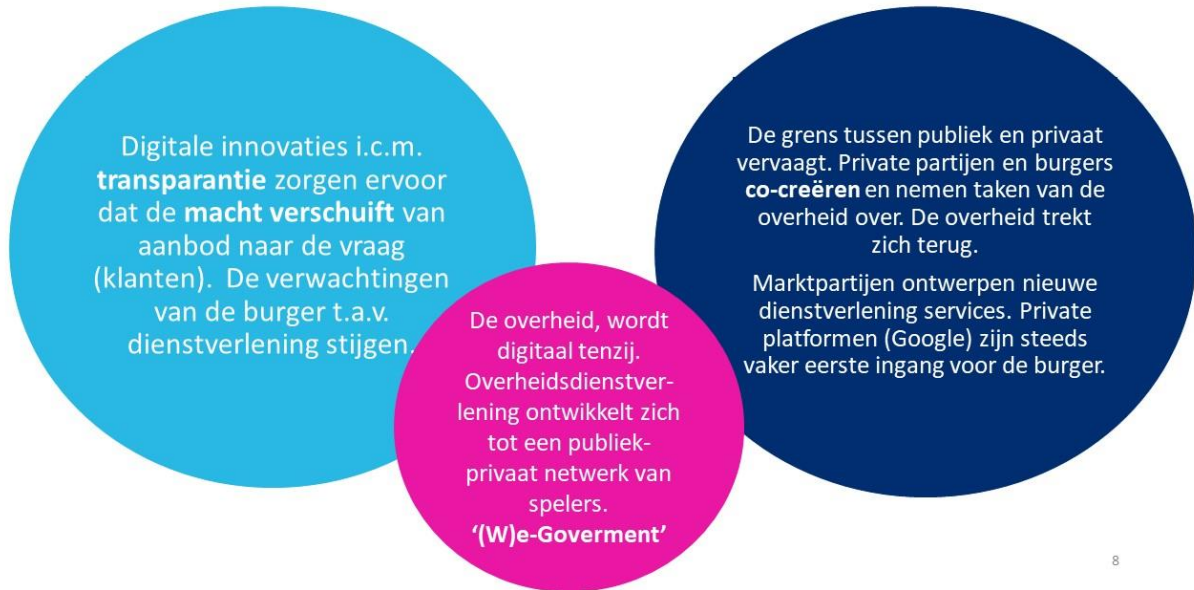 Digitale innovaties i.c.m.
transparantie zorgen ervoor
dat de macht verschuift van
aanbod naar de vraag
(klanten). De verwachtingen
van de burger t.a.v.
dienstverlening stijgen.
De overheid, wordt
digitaal tenzij.
Overheidsdienstver-
lening ontwikkelt zich
tot een publiek-
privaat netwerk van
spelers.
‘(W)e-Goverment’
De grens tussen publiek en privaat
vervaagt. Private partijen en burgers
co-creëren en nemen taken van de
overheid over. De overheid trekt
zich terug.
Marktpartijen ontwerpen nieuwe
dienstverlening services. Private
platformen (Google) zijn steeds
vaker eerste ingang voor de burger.
8